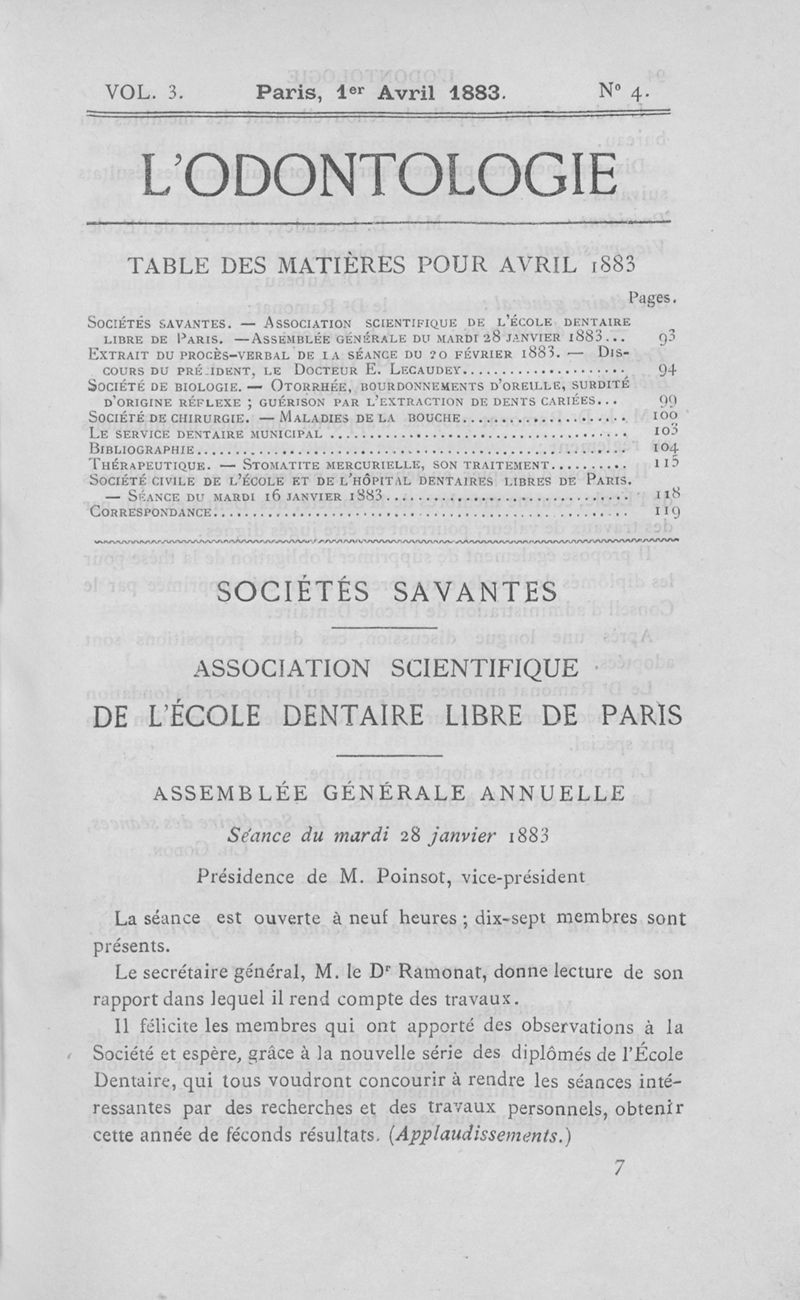 VOL. 3. Paris, 1er Avril 1883. N° 4.
L'ODONTOLOGIE
TABLE DES MATIÈRES POUR AVRIL 1883
Pages.
SOCIÉTÉS SAVANTES. — ASSOCIATION SCIENTIFIQUE DE L'ÉCOLE DENTAIRE
LIBRE DE PARIS. — ASSEMBLÉE GÉNÉRALE DU MARDI 28 JANVIER 1883... 93
EXTRAIT DU PROCÈS-VERBAL DE LA SÉANCE DU 20 FÉVRIER 1883. — DIS-
COURS DU PRÉSIDENT, LE DOCTEUR E. LECAUDEY..................... 94
SOCIÉTÉ DE BIOLOGIE. — OTORRHÉE, BOURDONNEMENTS D'OREILLE, SURDITÉ
D'ORIGINE RÉFLEXE ; GUÉRISON PAR L'EXTRACTION DE DENTS CARIÉES... 99
SOCIÉTÉ DE CHIRURGIE. — MALADIES DE LA BOUCHE..................... 100
LE SERVICE DENTAIRE MUNICIPAL ..................................... 103
BIBLIOGRAPHIE..................................................... 104
THÉRAPEUTIQUE. — STOMATITE MERCURIELLE, SON TRAITEMENT.......... 115
SOCIÉTÉ CIVILE DE L'ÉCOLE ET DE L'HÔPITAL DENTAIRES LIBRES DE PARIS.
— SÉANCE DU MARDI 16 JANVIER 1883............................... 118
CORRESPONDANCE.................................................... 119
SOCIÉTÉS SAVANTES
ASSOCIATION SCIENTIFIQUE
DE L'ÉCOLE DENTAIRE LIBRE DE PARIS
ASSEMBLÉE GÉNÉRALE ANNUELLE
Séance du mardi 28 janvier 1883
Présidence de M. Poinsot, vice-président
La séance est ouverte à neuf heures ; dix-sept membres sont
présents.
Le secrétaire général, M. le Dr Ramonat, donne lecture de son
rapport dans lequel il rend compte des travaux.
Il félicite les membres qui ont apporté des observations à la
Société et espère, grâce à la nouvelle série des diplômés de l'École
Dentaire, qui tous voudront concourir à rendre les séances inté-
ressantes par des recherches et des travaux personnels, obtenir
cette année de féconds résultats. (Applaudissements.)
7